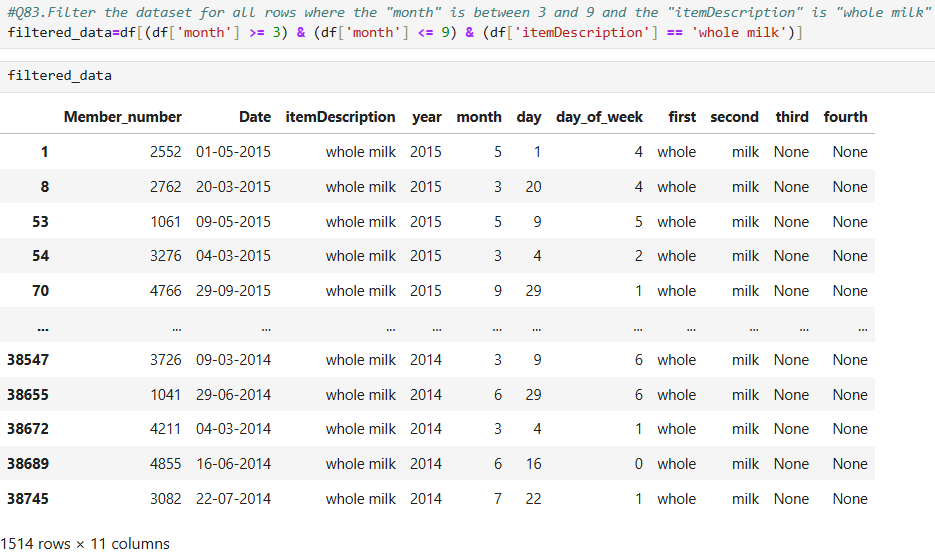 #Q83.Filter the dataset for all rows where the "month" is between 3 and 9 and the "itemDescription" is "whole milk"
filtered_data=df[(df['month'] >= 3) & (df['month'] <= 9) & (df['itemDescription'] == 'whole milk')]
filtered_data
Member_number Date itemDescription year month day day_of_week first second third fourth
1 2552 01-05-2015 whole milk 2015 5 1 4 whole milk None None
8 2762 20-03-2015 whole milk 2015 3 20 4 whole milk None None
53 1061 09-05-2015 whole milk 2015 5 9 5 whole milk None None
54 3276 04-03-2015 whole milk 2015 3 4 2 whole milk None None
70 4766 29-09-2015 whole milk 2015 9 29 1 whole milk None None
... ... ... ... ... ... ... ... ... ... ... ...
38547 3726 09-03-2014 whole milk 2014 3 9 6 whole milk None None
38655 1041 29-06-2014 whole milk 2014 6 29 6 whole milk None None
38672 4211 04-03-2014 whole milk 2014 3 4 1 whole milk None None
38689 4855 16-06-2014 whole milk 2014 6 16 0 whole milk None None
38745 3082 22-07-2014 whole milk 2014 7 22 1 whole milk None None
1514 rows × 11 columns